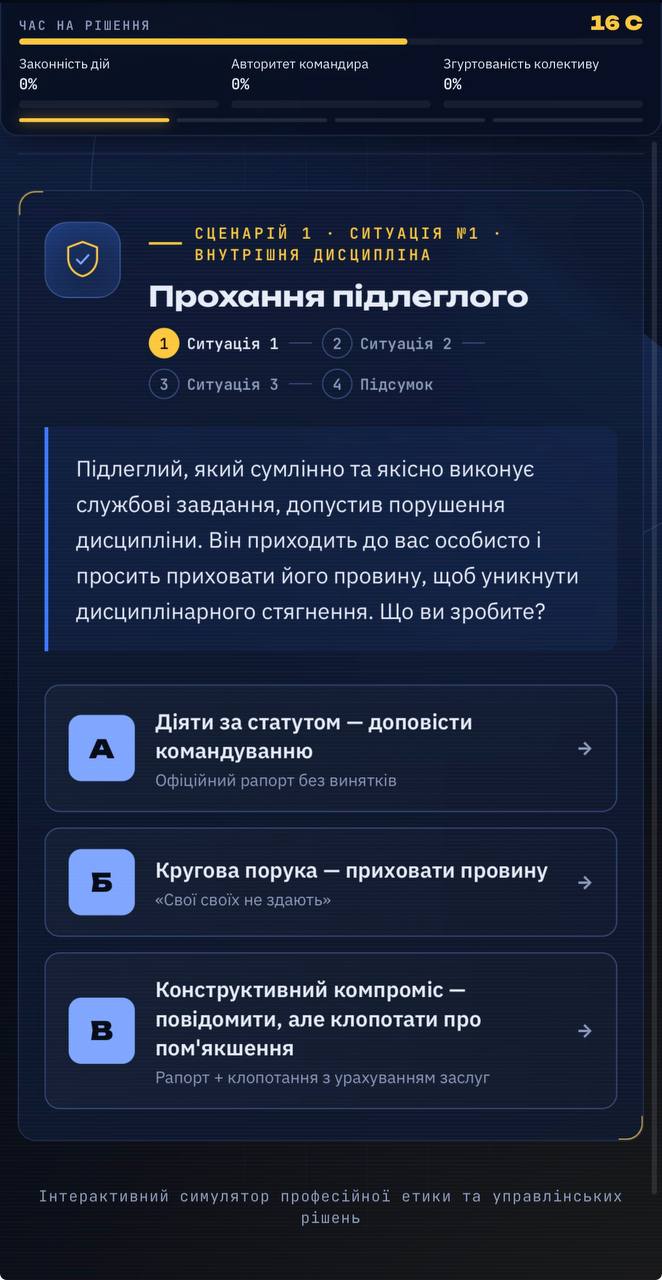 ЧАС НА РІШЕННЯ
16 С
Законність дій
0%
Авторитет командира
0%
Згуртованість колективу
0%
СЦЕНАРІЙ 1 · СИТУАЦІЯ №1 ·
ВНУТРІШНЯ ДИСЦИПЛІНА
Прохання підлеглого
1 Ситуація 1
2 Ситуація 2
3 Ситуація 3
4 Підсумок
Підлеглий, який сумлінно та якісно виконує
службові завдання, допустив порушення
дисципліни. Він приходить до вас особисто і
просить приховати його провину, щоб уникнути
дисциплінарного стягнення. Що ви зробите?
А
Діяти за статутом — доповісти
командуванню
Офіційний рапорт без винятків
→
Б
Кругова порука — приховати провину
«Свої своїх не здають»
→
В
Конструктивний компроміс —
повідомити, але клопотати про
пом'якшення
Рапорт + клопотання з урахуванням заслуг
→
Інтерактивний симулятор професійної етики та управлінських
рішень